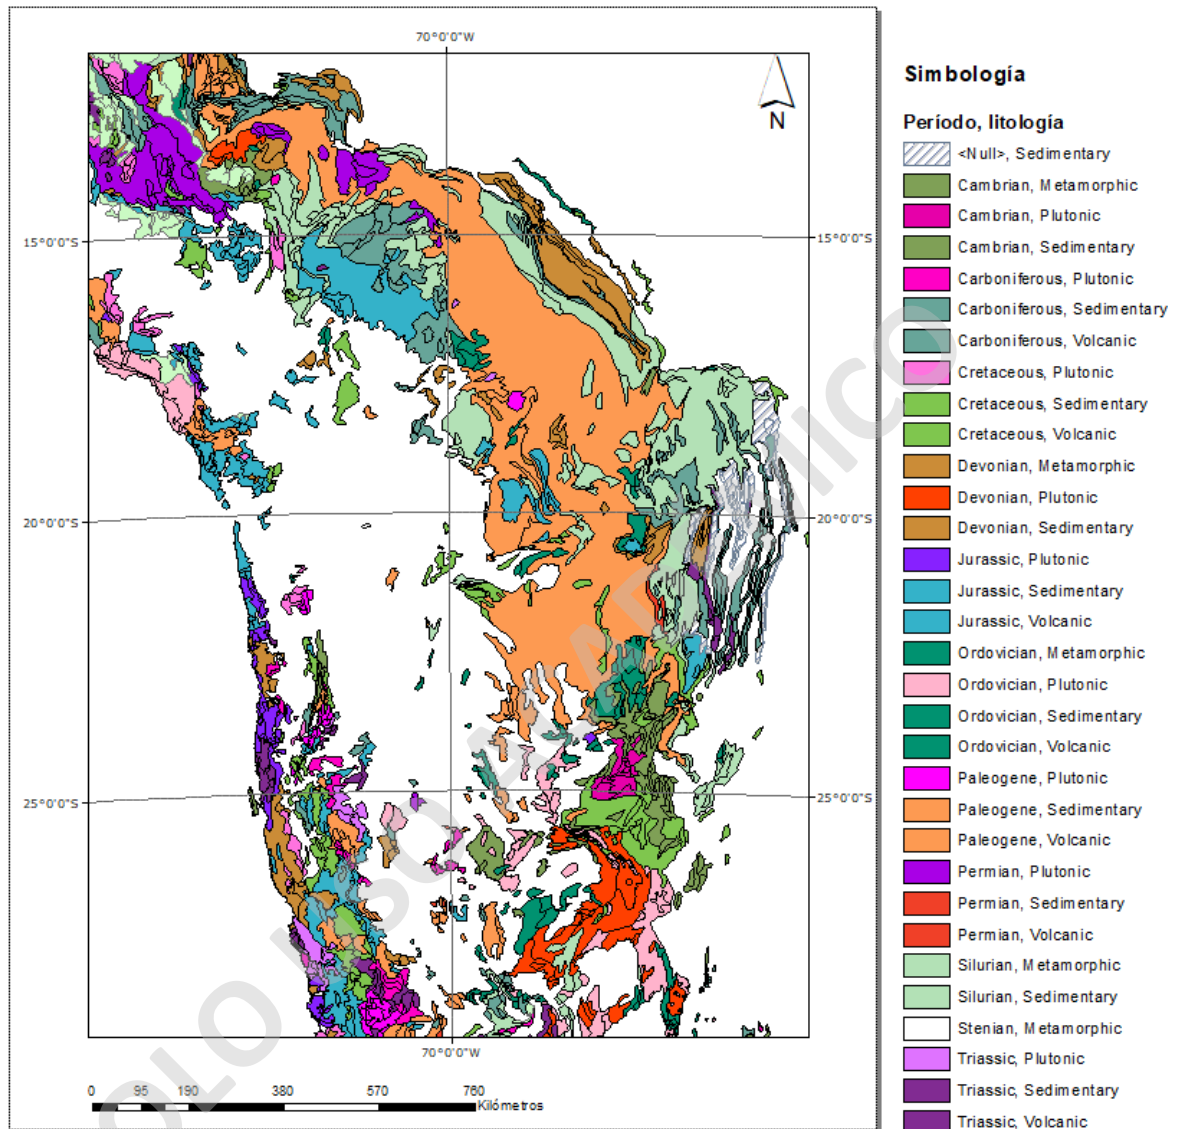 70°0'0"W
N
15°0'0"S
15°0'0"S
20°0'0"S
20°0'0"S
25°0'0"S
25°0'0"S
70°0'0"W
0 95 190 380 570 760
Kilómetros
Simbología
Período, litología
<Null>, Sedimentary
Cambrian, Metamorphic
Cambrian, Plutonic
Cambrian, Sedimentary
Carboniferous, Plutonic
Carboniferous, Sedimentary
Carboniferous, Volcanic
Cretaceous, Plutonic
Cretaceous, Sedimentary
Cretaceous, Volcanic
Devonian, Metamorphic
Devonian, Plutonic
Devonian, Sedimentary
Jurassic, Plutonic
Jurassic, Sedimentary
Jurassic, Volcanic
Ordovician, Metamorphic
Ordovician, Plutonic
Ordovician, Sedimentary
Ordovician, Volcanic
Paleogene, Plutonic
Paleogene, Sedimentary
Paleogene, Volcanic
Permian, Plutonic
Permian, Sedimentary
Permian, Volcanic
Silurian, Metamorphic
Silurian, Sedimentary
Stenian, Metamorphic
Triassic, Plutonic
Triassic, Sedimentary
Triassic, Volcanic